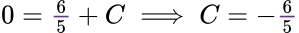 0 = 6/5 + C ⟹ C = −6/5